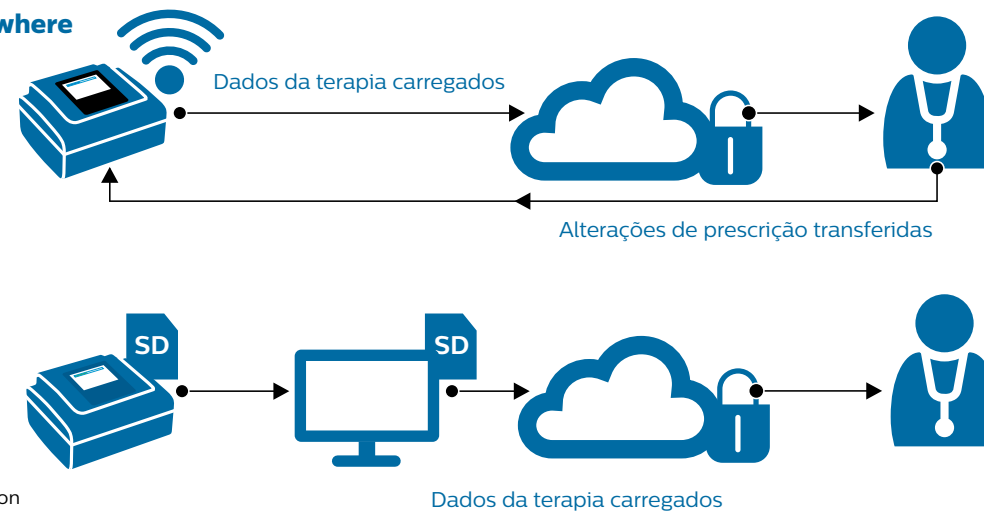 where
Dados da terapia carregados
Alterações de prescrição transferidas
SD
SD
on
Dados da terapia carregados